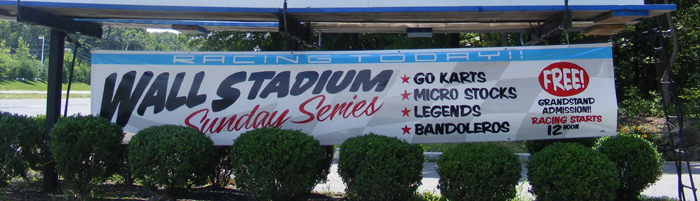 RACING TODAY!!
WALL STADIUM
Sunday Series
★ GO KARTS
★ MICRO STOCKS
★ LEGENDS
★ BANDOLEROS
FREE!
GRANDSTAND
ADMISSION!!
RACING STARTS
12 NOON